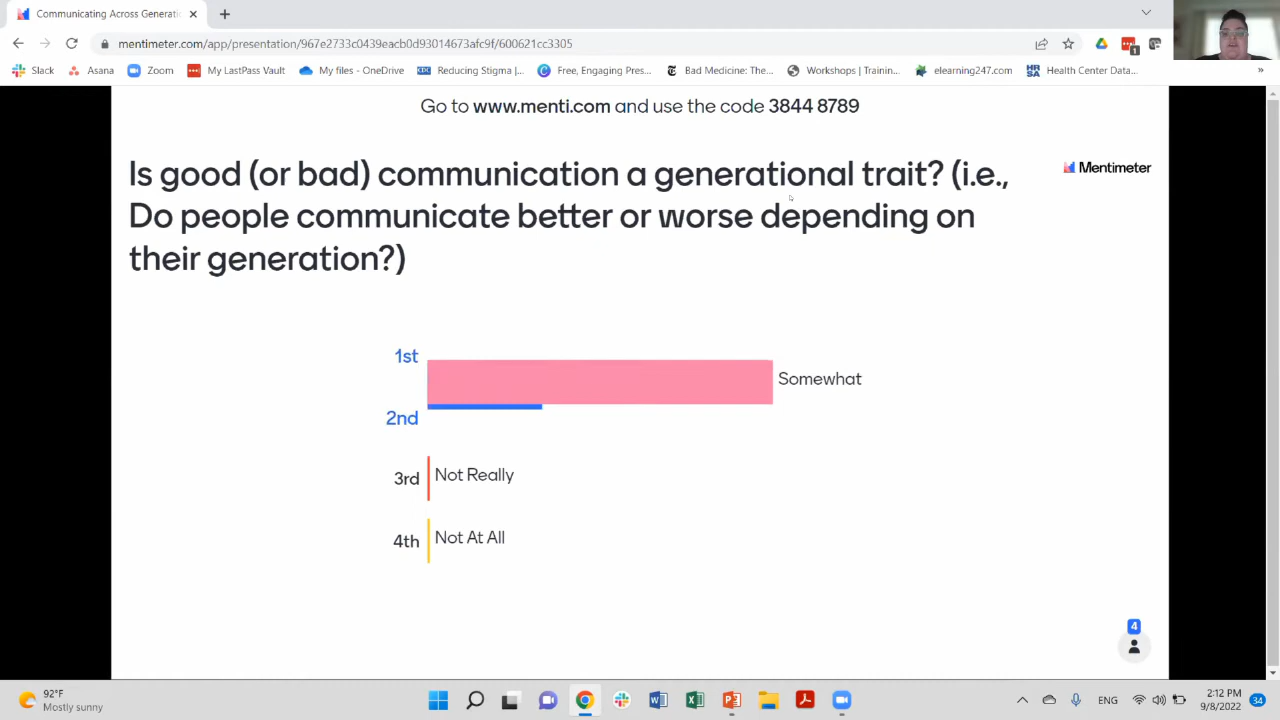 Communicating Across Generati
mentimeter.com/app/presentation/967e2733c0439eacb0d85014673afc9f/600621cc3305
1
Slack
Asana
Zoom
My LastPass Vault
My files - OneDrive
Reducing Stigma |...
Free, Engaging Pres...
Bad Medicine: The...
Workshops | Trainin...
elearning247.com
HRSA Health Center Data...
»
Go to www.menti.com and use the code 3844 8789
Is good (or bad) communication a generational trait? (i.e.,
Do people communicate better or worse depending on
their generation?)
Mentimeter
1st
Somewhat
2nd
3rd
Not Really
4th
Not At All
4
92°F
Mostly sunny
ENG
2:12 PM
9/8/2022
34